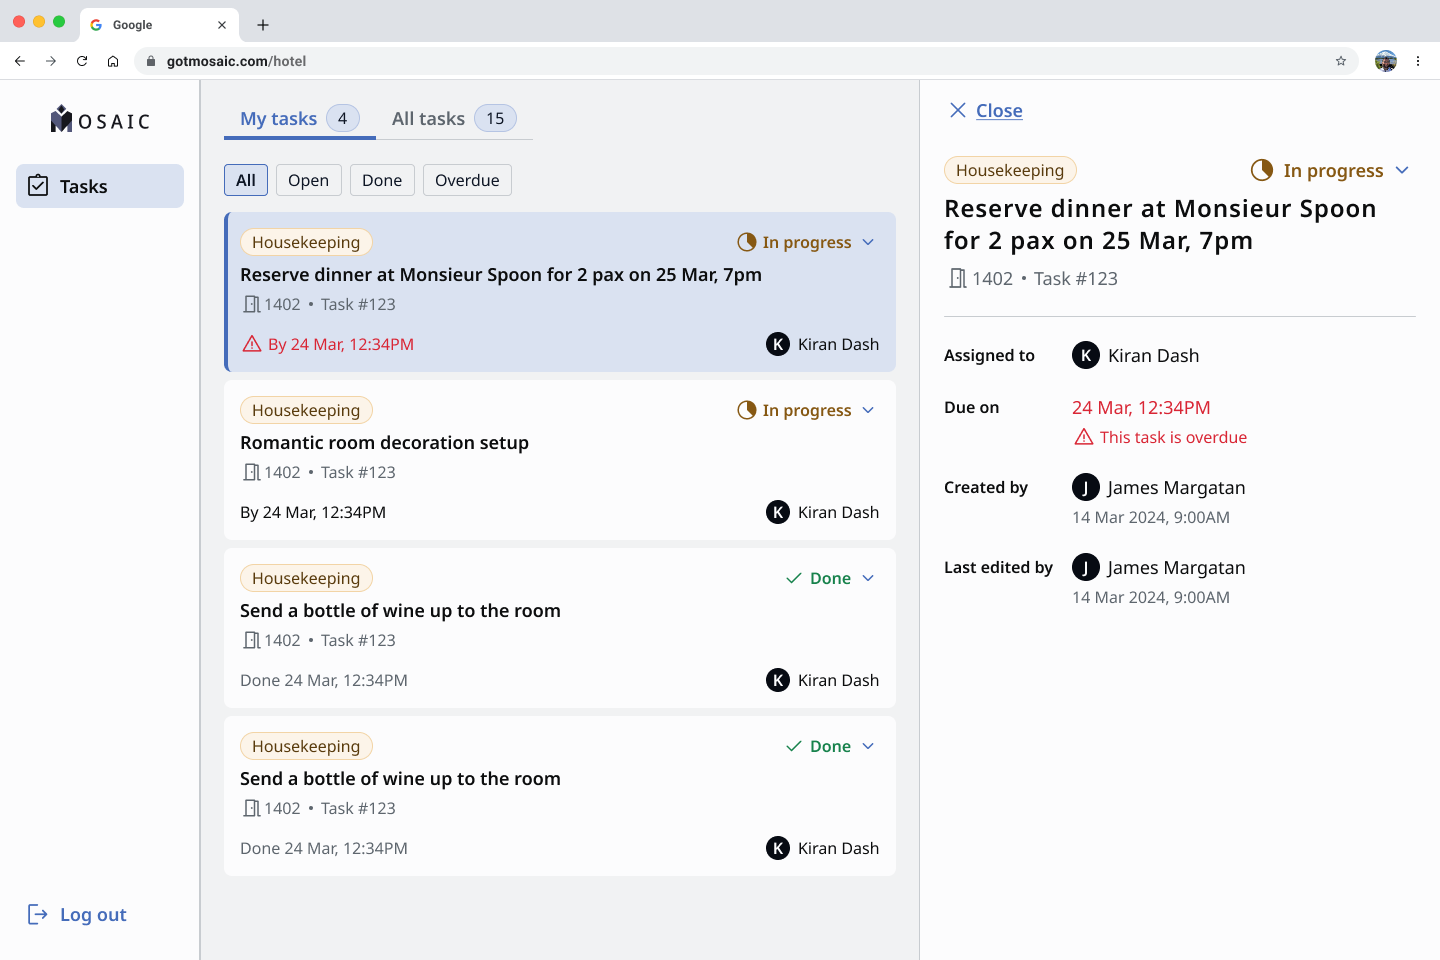 Google
gotmosaic.com/hotel
MOSAIC
Tasks
Log out
My tasks 4 All tasks 15
All Open Done Overdue
Housekeeping In progress
Reserve dinner at Monsieur Spoon for 2 pax on 25 Mar, 7pm
1402 • Task #123
By 24 Mar, 12:34PM K Kiran Dash
Housekeeping In progress
Romantic room decoration setup
1402 • Task #123
By 24 Mar, 12:34PM K Kiran Dash
Housekeeping Done
Send a bottle of wine up to the room
1402 • Task #123
Done 24 Mar, 12:34PM K Kiran Dash
Housekeeping Done
Send a bottle of wine up to the room
1402 • Task #123
Done 24 Mar, 12:34PM K Kiran Dash
Close
Housekeeping In progress
Reserve dinner at Monsieur Spoon
for 2 pax on 25 Mar, 7pm
1402 • Task #123
Assigned to K Kiran Dash
Due on 24 Mar, 12:34PM
This task is overdue
Created by J James Margatan
14 Mar 2024, 9:00AM
Last edited by J James Margatan
14 Mar 2024, 9:00AM